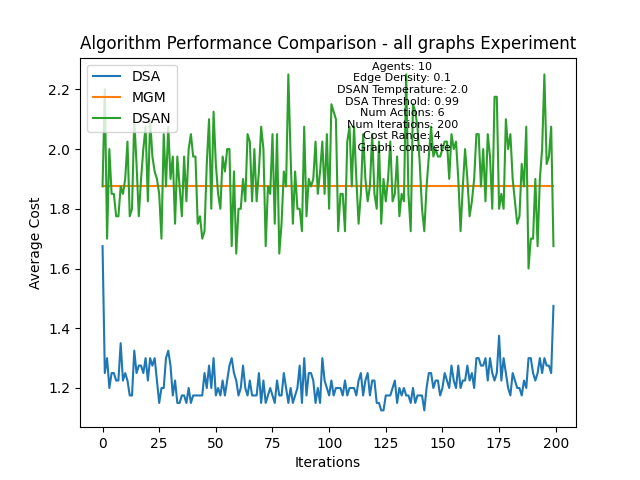 Algorithm Performance Comparison - all graphs Experiment
DSA
MGM
DSAN
Agents: 10
Edge Density: 0.1
DSAN Temperature: 2.0
DSA Threshold: 0.99
Num Actions: 6
Num Iterations: 200
Cost Range: 4
Graph: complete
Average Cost
2.2
2.0
1.8
1.6
1.4
1.2
0
25
50
75
100
125
150
175
200
Iterations